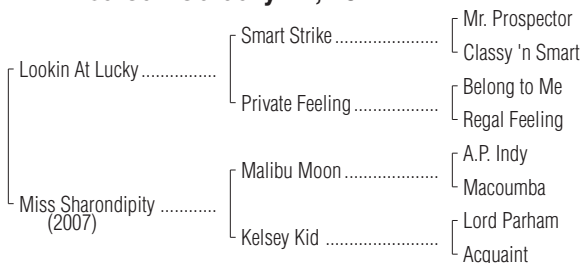 Mr. Prospector
Smart Strike ....................
Classy 'n Smart
Lookin At Lucky ...............
Belong to Me
Private Feeling ....................
Regal Feeling
A.P. Indy
Malibu Moon ....................
Macoumba
Miss Sharondipity ...........
(2007)
Lord Parham
Kelsey Kid ........................
Acquaint